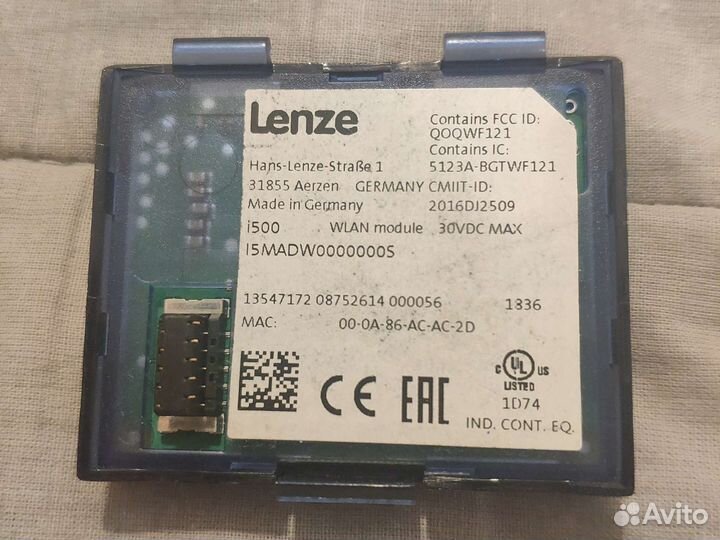 Lenze
Contains FCC ID:
QOQWF121
Contains IC:
5123A-BGTWF121
Hans-Lenze-Straße 1
31855 Aerzen GERMANY CMIIT-ID:
Made in Germany 2016DJ2509
i500 WLAN module 30VDC MAX
I5MADW0000000S
13547172 08752614 000056 1836
MAC: 00-0A-86-AC-AC-2D
CE EAC
C UL US
LISTED
1D74
IND. CONT. EQ.
Avito